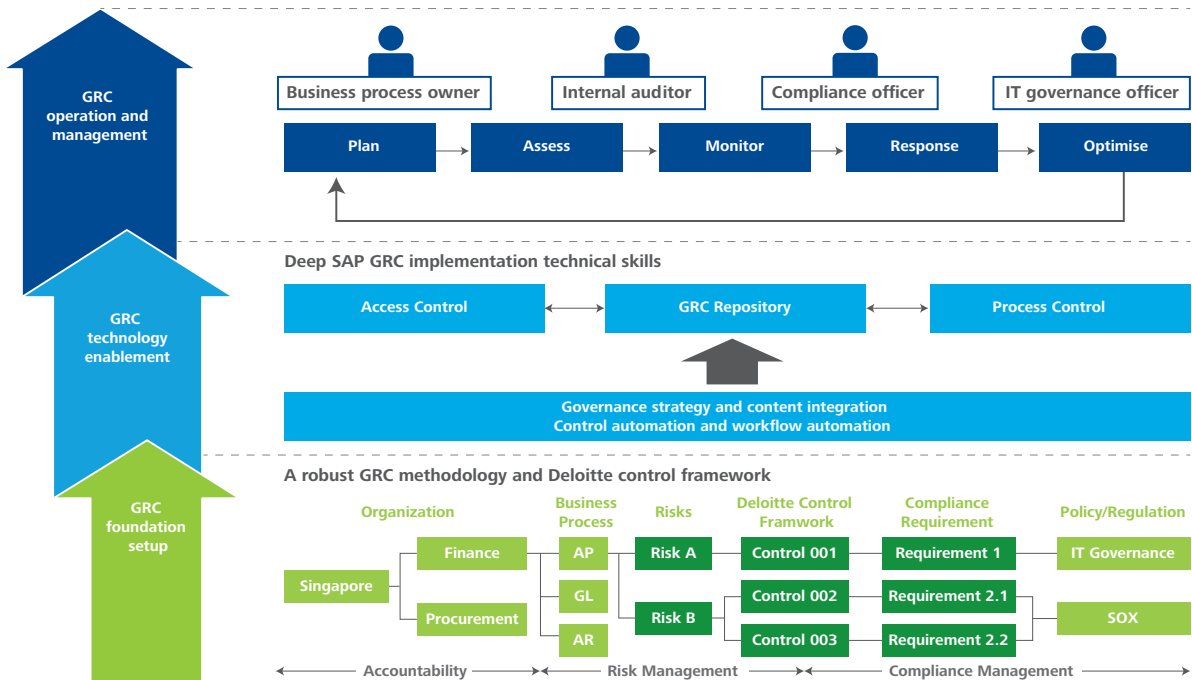 GRC
operation and
management
Business process owner
Internal auditor
Compliance officer
IT governance officer
Plan
Assess
Monitor
Response
Optimise
GRC
technology
enablement
Deep SAP GRC implementation technical skills
Access Control
GRC Repository
Process Control
Governance strategy and content integration
Control automation and workflow automation
GRC
foundation
setup
A robust GRC methodology and Deloitte control framework
Organization
Business
Process
Risks
Deloitte Control
Framwork
Compliance
Requirement
Policy/Regulation
Singapore
Finance
Procurement
AP
GL
AR
Risk A
Risk B
Control 001
Control 002
Control 003
Requirement 1
Requirement 2.1
Requirement 2.2
IT Governance
SOX
Accountability
Risk Management
Compliance Management